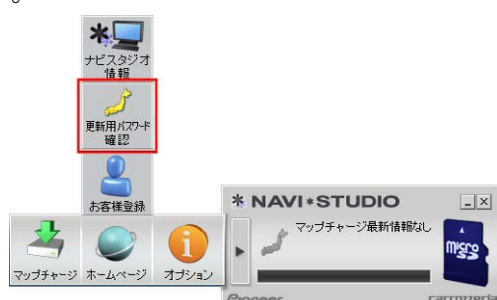 ナビスタジオ
情報
更新用パスワード
確認
お客様登録
マップチャージ
ホームページ
オプション
* NAVI*STUDIO
マップチャージ最新情報なし
micro
SD
Pioneer
carrozzeria